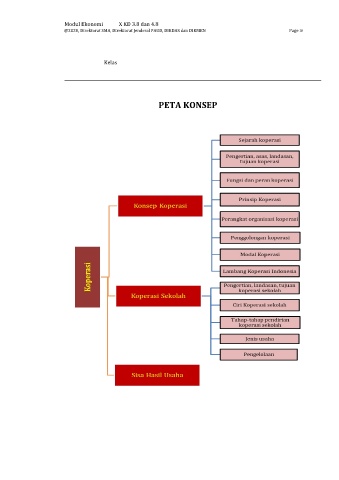 Modul Ekonomi X KD 3.8 dan 4.8
@2020, Direktorat SMA, Direktorat Jenderal PAUD, DIKDAS dan DIKMEN
Kelas
PETA KONSEP
Koperasi
Konsep Koperasi
Sejarah koperasi
Pengertian, asas, landasan,
tujuan koperasi
Fungsi dan peran koperasi
Prinsip Koperasi
Perangkat organisasi koperasi
Penggolongan koperasi
Modal Koperasi
Lambang Koperasi Indonesia
Koperasi Sekolah
Pengertian, landasan, tujuan
koperasi sekolah
Ciri Koperasi sekolah
Tahap-tahap pendirian
koperasi sekolah
Jenis usaha
Pengelolaan
Sisa Hasil Usaha